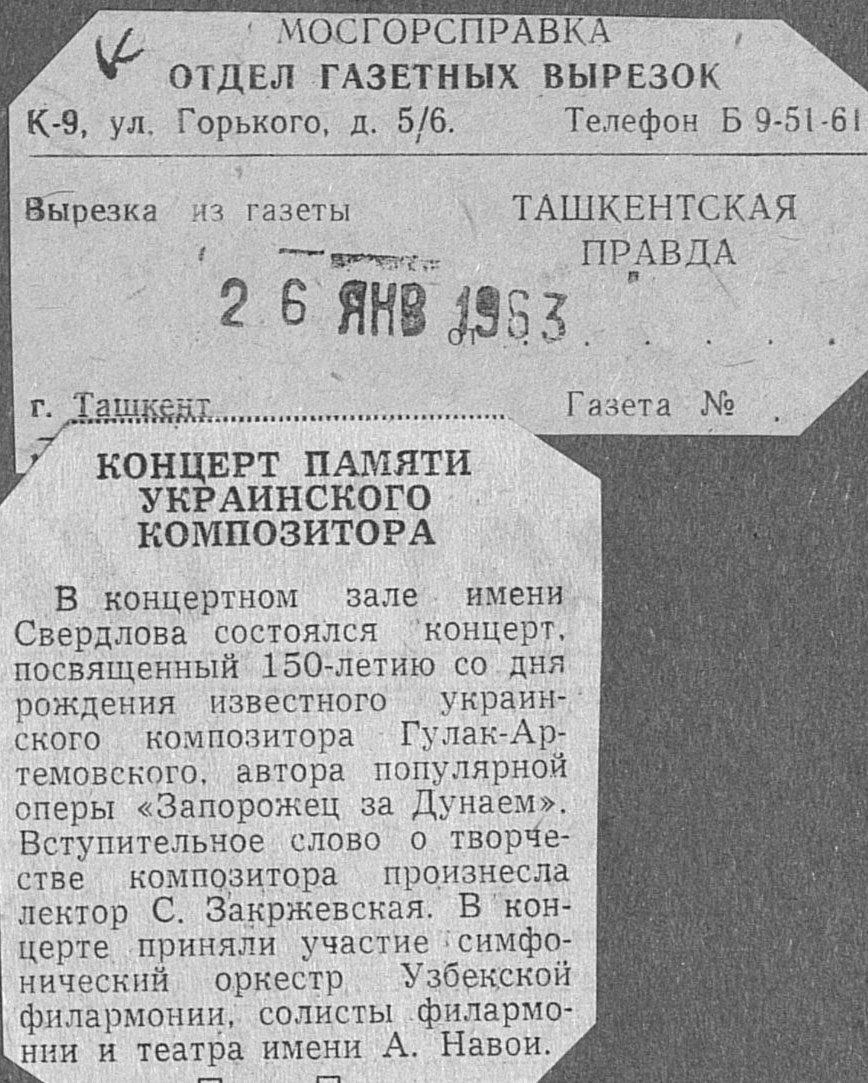 МОСГОРСПРАВКА
ОТДЕЛ ГАЗЕТНЫХ ВЫРЕЗОК
К-9, ул. Горького, д. 5/6. Телефон Б 9-51-61
Вырезка из газеты ТАШКЕНТСКАЯ
ПРАВДА
26 ЯНВ 1963
от . . . . .
г. Ташкент Газета №
КОНЦЕРТ ПАМЯТИ
УКРАИНСКОГО
КОМПОЗИТОРА
В концертном зале имени
Свердлова состоялся концерт,
посвященный 150-летию со дня
рождения известного украин-
ского композитора Гулак-Ар-
темовского, автора популярной
оперы «Запорожец за Дунаем».
Вступительное слово о творче-
стве композитора произнесла
лектор С. Закржевская. В кон-
церте приняли участие симфо-
нический оркестр Узбекской
филармонии, солисты филармо-
нии и театра имени А. Навои.